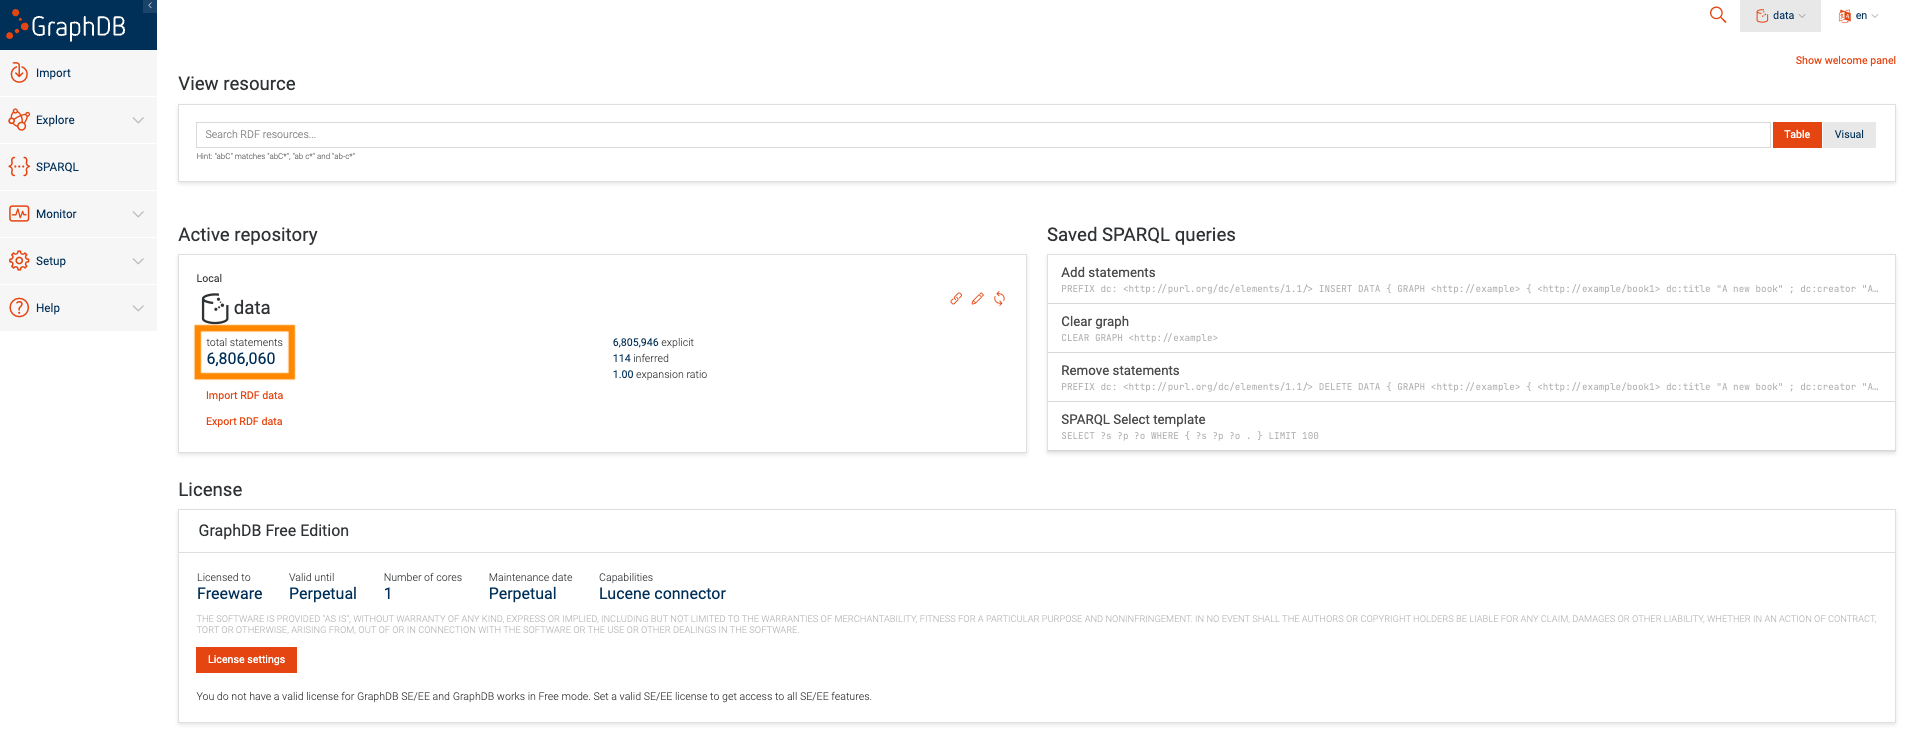 GraphDB
data
en
Import
Explore
SPARQL
Monitor
Setup
Help
Show welcome panel
View resource
Search RDF resources...
Table
Visual
Hint: "abC" matches "abC*", "ab c*" and "ab-c*"
Active repository
Local
data
total statements
6,806,060
6,805,946 explicit
114 inferred
1.00 expansion ratio
Import RDF data
Export RDF data
Saved SPARQL queries
Add statements
PREFIX dc: <http://purl.org/dc/elements/1.1/> INSERT DATA { GRAPH <http://example> { <http://example/book1> dc:title "A new book" ; dc:creator "A…
Clear graph
CLEAR GRAPH <http://example>
Remove statements
PREFIX dc: <http://purl.org/dc/elements/1.1/> DELETE DATA { GRAPH <http://example> { <http://example/book1> dc:title "A new book" ; dc:creator "A…
SPARQL Select template
SELECT ?s ?p ?o WHERE { ?s ?p ?o . } LIMIT 100
License
GraphDB Free Edition
Licensed to
Freeware
Valid until
Perpetual
Number of cores
1
Maintenance date
Perpetual
Capabilities
Lucene connector
THE SOFTWARE IS PROVIDED "AS IS", WITHOUT WARRANTY OF ANY KIND, EXPRESS OR IMPLIED, INCLUDING BUT NOT LIMITED TO THE WARRANTIES OF MERCHANTABILITY, FITNESS FOR A PARTICULAR PURPOSE AND NONINFRINGEMENT. IN NO EVENT SHALL THE AUTHORS OR COPYRIGHT HOLDERS BE LIABLE FOR ANY CLAIM, DAMAGES OR OTHER LIABILITY, WHETHER IN AN ACTION OF CONTRACT,
TORT OR OTHERWISE, ARISING FROM, OUT OF OR IN CONNECTION WITH THE SOFTWARE OR THE USE OR OTHER DEALINGS IN THE SOFTWARE.
License settings
You do not have a valid license for GraphDB SE/EE and GraphDB works in Free mode. Set a valid SE/EE license to get access to all SE/EE features.